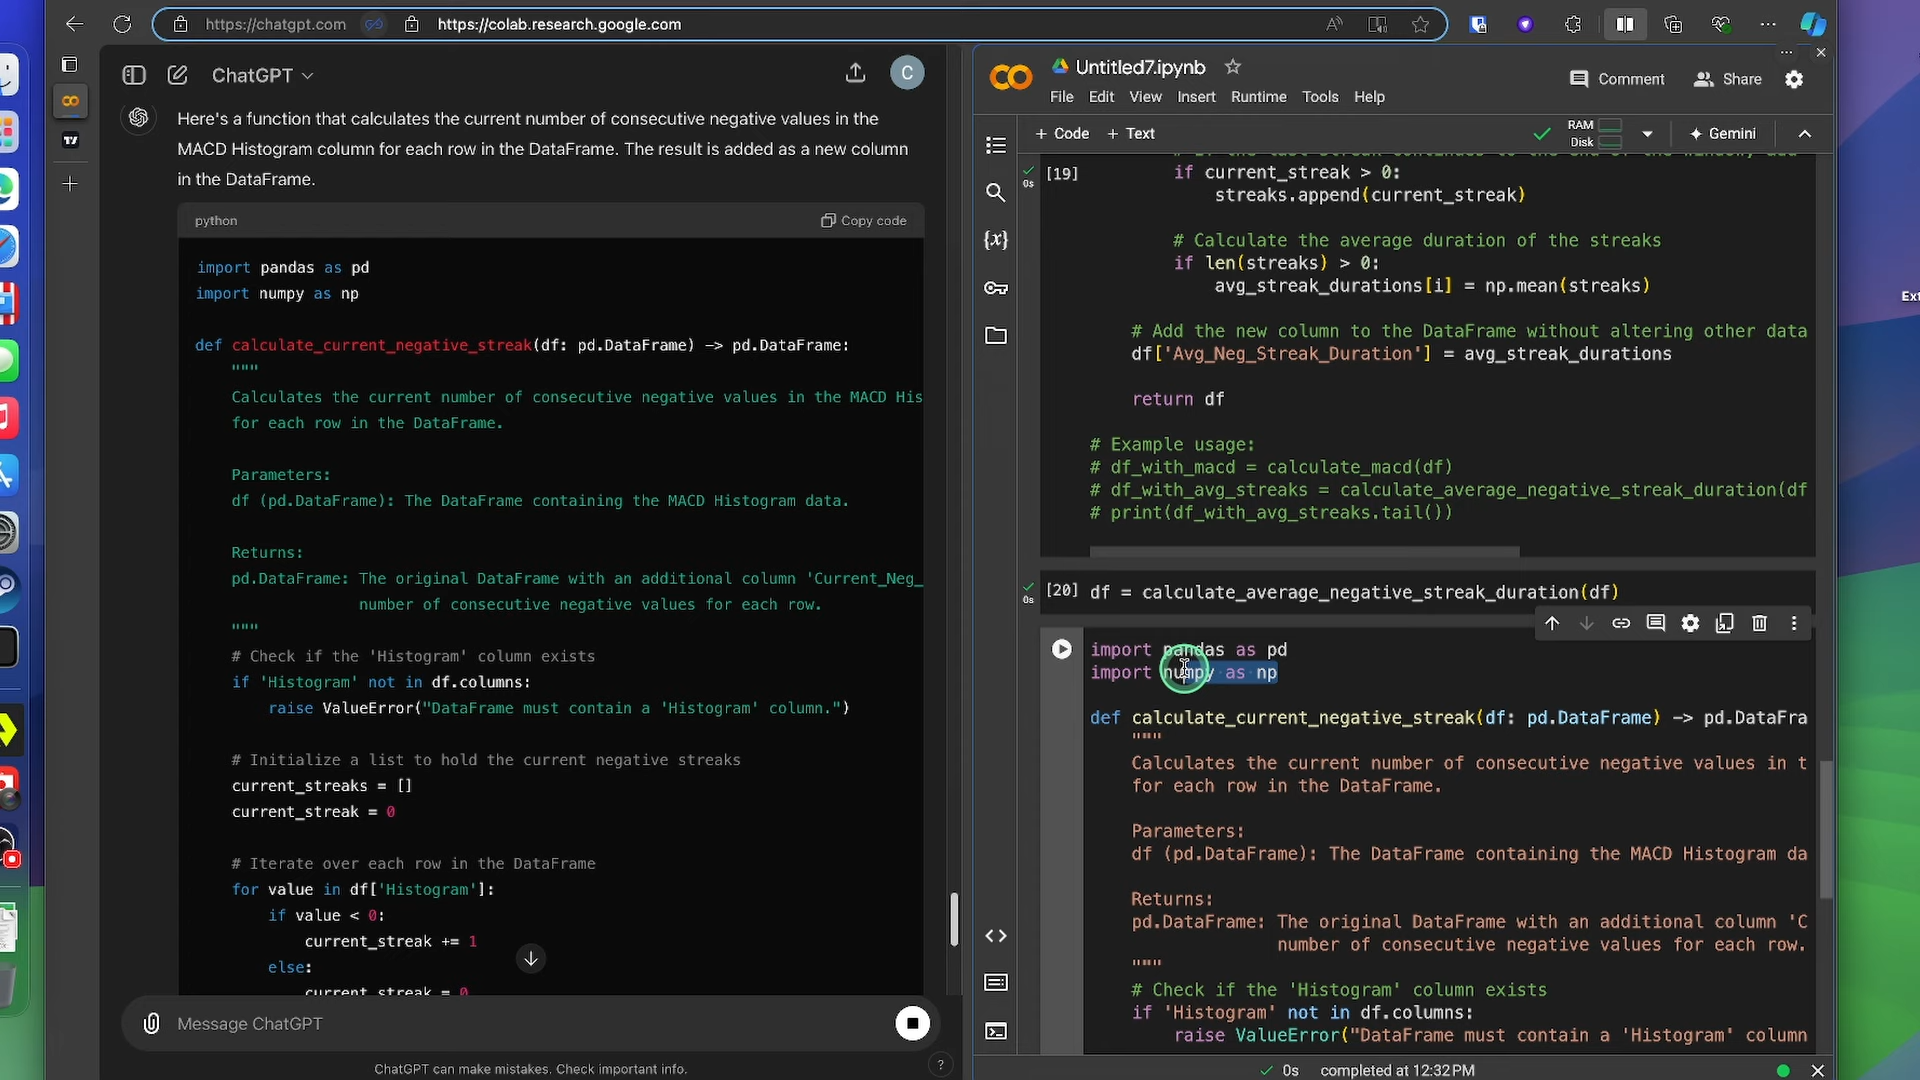 https://chatgpt.com
https://colab.research.google.com
ChatGPT
C
Here's a function that calculates the current number of consecutive negative values in the
MACD Histogram column for each row in the DataFrame. The result is added as a new column
in the DataFrame.
python
Copy code
import pandas as pd
import numpy as np
def calculate_current_negative_streak(df: pd.DataFrame) -> pd.DataFrame:
"""
Calculates the current number of consecutive negative values in the MACD His
for each row in the DataFrame.
Parameters:
df (pd.DataFrame): The DataFrame containing the MACD Histogram data.
Returns:
pd.DataFrame: The original DataFrame with an additional column 'Current_Neg_
number of consecutive negative values for each row.
"""
# Check if the 'Histogram' column exists
if 'Histogram' not in df.columns:
raise ValueError("DataFrame must contain a 'Histogram' column.")
# Initialize a list to hold the current negative streaks
current_streaks = []
current_streak = 0
# Iterate over each row in the DataFrame
for value in df['Histogram']:
if value < 0:
current_streak += 1
else:
current_streak = 0
Message ChatGPT
ChatGPT can make mistakes. Check important info.
?
Untitled7.ipynb
Comment
Share
File Edit View Insert Runtime Tools Help
+ Code + Text
RAM
Disk
Gemini
[19]
0s
if current_streak > 0:
streaks.append(current_streak)
# Calculate the average duration of the streaks
if len(streaks) > 0:
avg_streak_durations[i] = np.mean(streaks)
# Add the new column to the DataFrame without altering other data
df['Avg_Neg_Streak_Duration'] = avg_streak_durations
return df
# Example usage:
# df_with_macd = calculate_macd(df)
# df_with_avg_streaks = calculate_average_negative_streak_duration(df
# print(df_with_avg_streaks.tail())
[20] df = calculate_average_negative_streak_duration(df)
0s
import pandas as pd
import numpy as np
def calculate_current_negative_streak(df: pd.DataFrame) -> pd.DataFra
"""
Calculates the current number of consecutive negative values in t
for each row in the DataFrame.
Parameters:
df (pd.DataFrame): The DataFrame containing the MACD Histogram da
Returns:
pd.DataFrame: The original DataFrame with an additional column 'C
number of consecutive negative values for each row.
"""
# Check if the 'Histogram' column exists
if 'Histogram' not in df.columns:
raise ValueError("DataFrame must contain a 'Histogram' column
0s completed at 12:32 PM
Ext